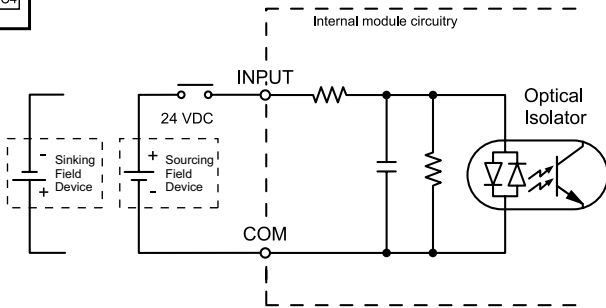 Internal module circuitry
INPUT
24 VDC
Optical
Isolator
- Sinking
Field
+ Device
+ Sourcing
Field
- Device
COM